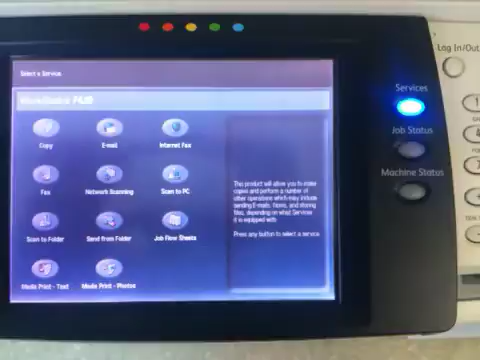 Log In/Out
Select a Service
Services
Copy
E-mail
Internet Fax
Job Status
Fax
Network Scanning
Scan to PC
Machine Status
This product will allow you to make
copies and perform a number of
other operations which may include
sending E-mails, faxes, and storing
files, depending on what Services
it is equipped with.
Press any button to select a service
Scan to Folder
Send from Folder
Job Flow Sheets
Media Print - Text
Media Print - Photos